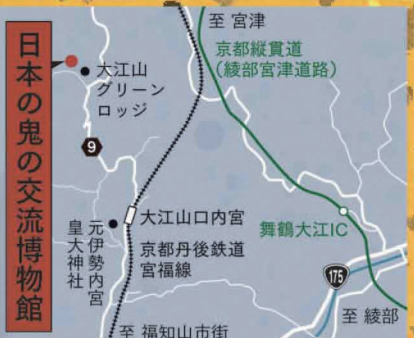 日本の鬼の交流博物館
至 宮津
京都縦貫道
(綾部宮津道路)
大江山
グリーン
ロッジ
9
大江山口内宮
元伊勢内宮
皇大神社
京都丹後鉄道
宮福線
舞鶴大江IC
175
至 綾部
至 福知山市街